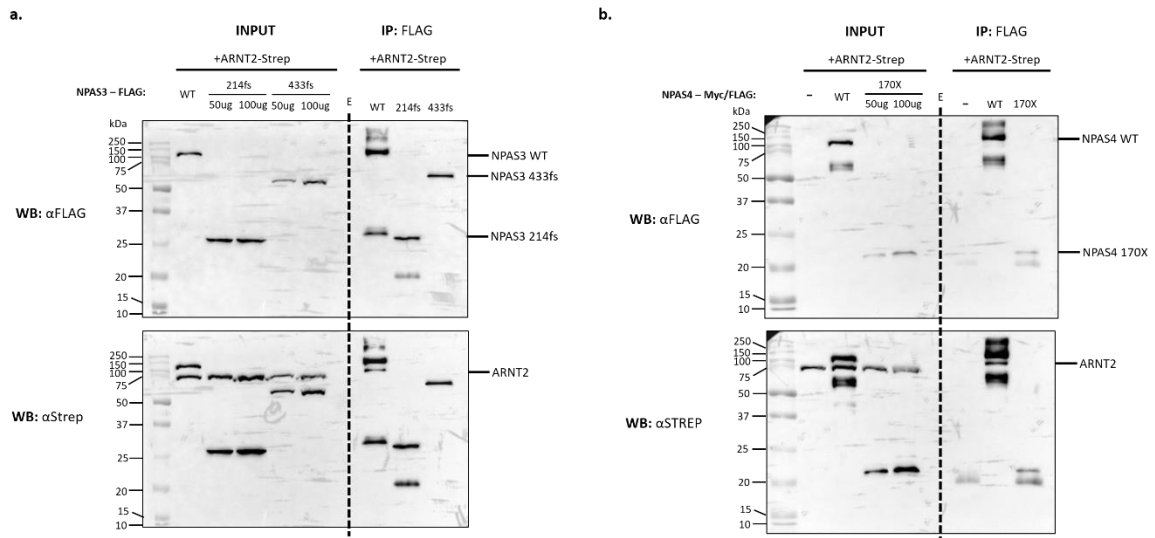 a.
INPUT
IP: FLAG
+ARNT2-Strep
+ARNT2-Strep
NPAS3 – FLAG:
WT
214fs
433fs
50ug
100ug
50ug
100ug
E
WT
214fs
433fs
kDa
250
150
100
75
50
37
25
20
15
10
WB: αFLAG
NPAS3 WT
NPAS3 433fs
NPAS3 214fs
250
150
100
75
50
37
25
20
15
10
WB: αStrep
ARNT2
b.
INPUT
IP: FLAG
+ARNT2-Strep
+ARNT2-Strep
NPAS4 – Myc/FLAG:
–
WT
170X
50ug
100ug
E
–
WT
170X
kDa
250
150
100
75
50
37
25
20
15
10
WB: αFLAG
NPAS4 WT
NPAS4 170X
250
150
100
75
50
37
25
20
15
10
WB: αSTREP
ARNT2